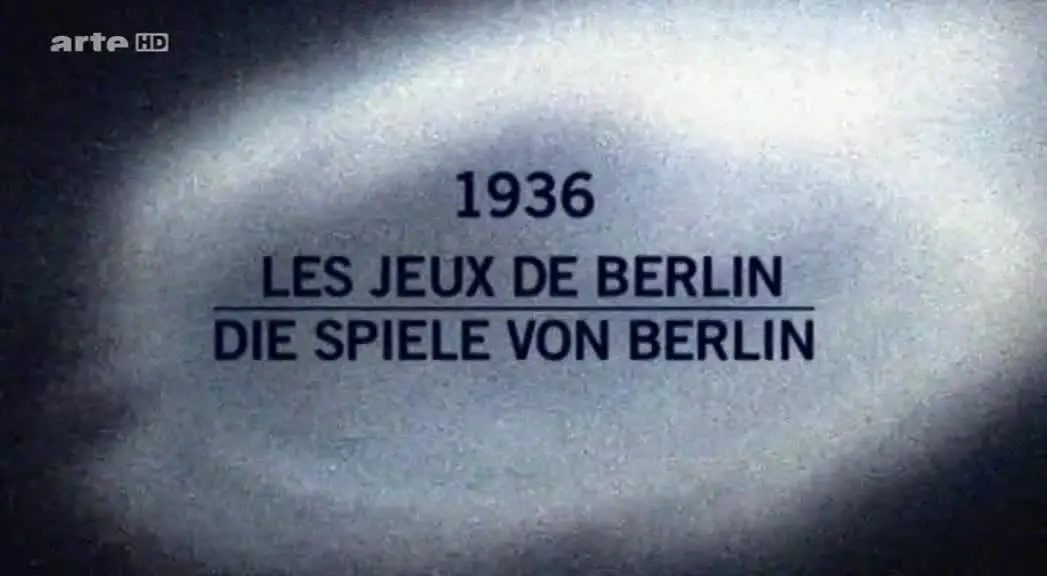 arte HD
1936
LES JEUX DE BERLIN
DIE SPIELE VON BERLIN